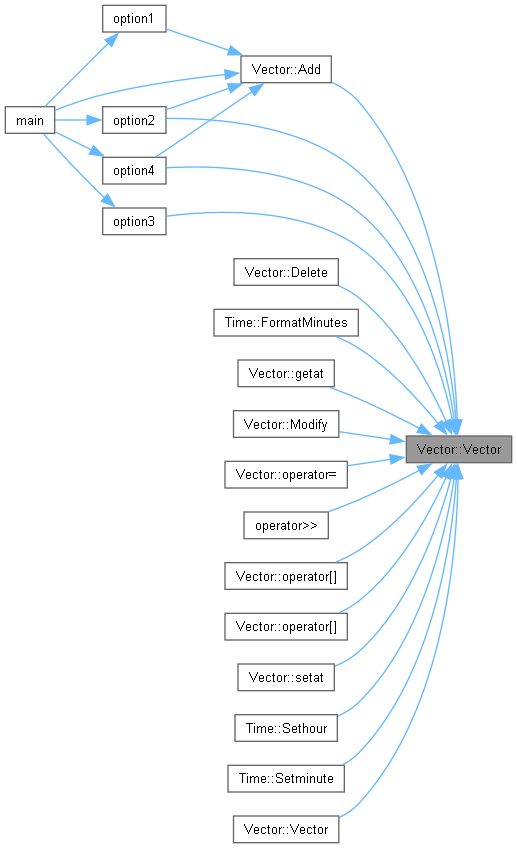 option1
Vector::Add
main
option2
option4
option3
Vector::Delete
Time::FormatMinutes
Vector::getat
Vector::Modify
Vector::Vector
Vector::operator=
operator>>
Vector::operator[]
Vector::operator[]
Vector::setat
Time::Sethour
Time::Setminute
Vector::Vector